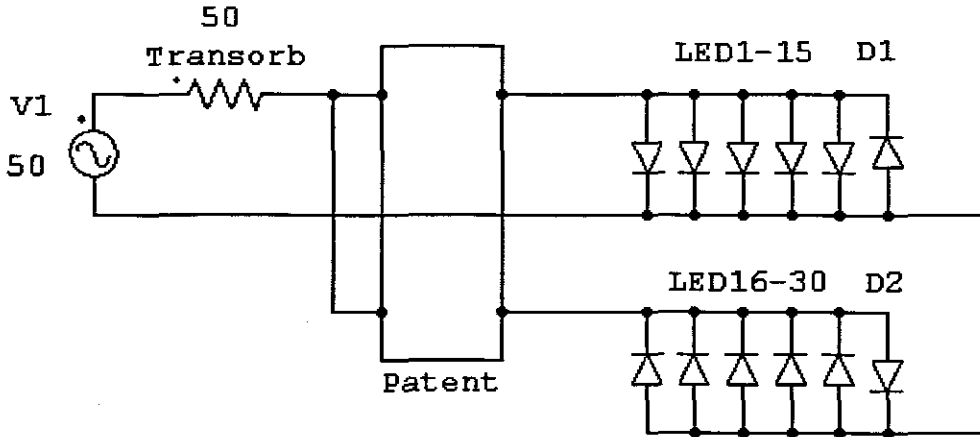 50
Transorb
LED1-15
D1
V1
50
LED16-30
D2
Patent